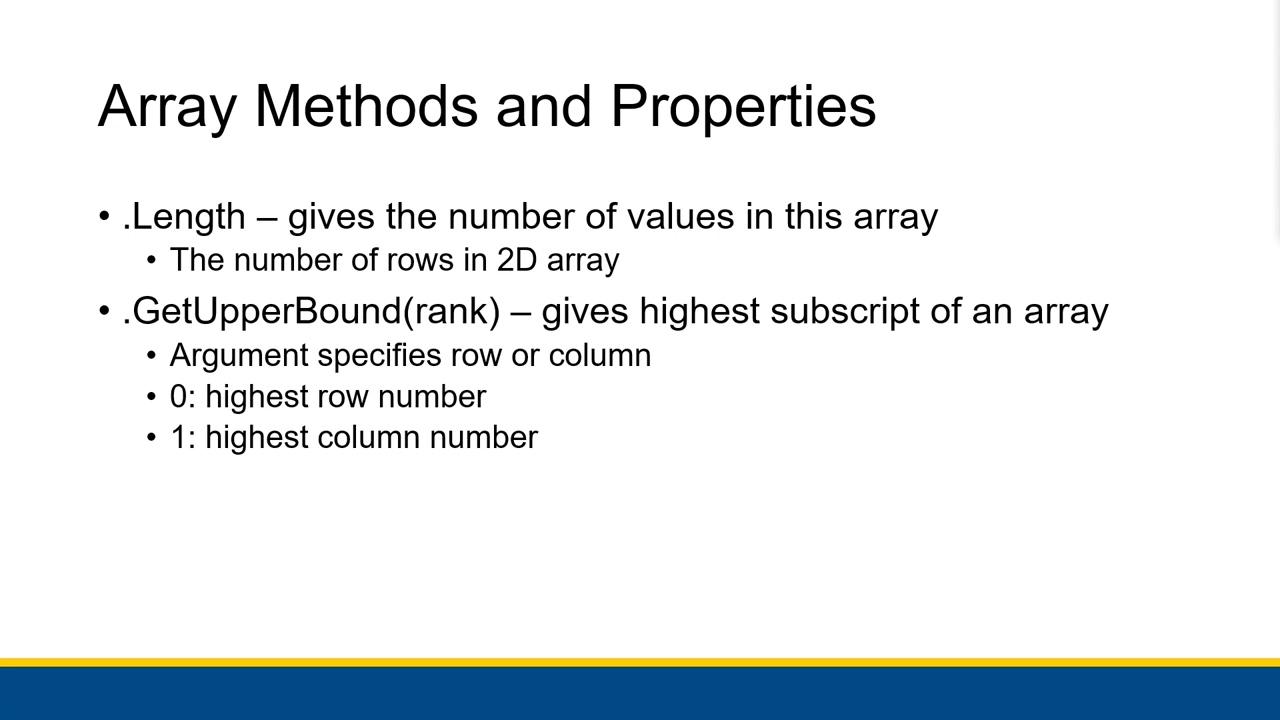 Array Methods and Properties
• .Length – gives the number of values in this array
• The number of rows in 2D array
• .GetUpperBound(rank) – gives highest subscript of an array
• Argument specifies row or column
• 0: highest row number
• 1: highest column number